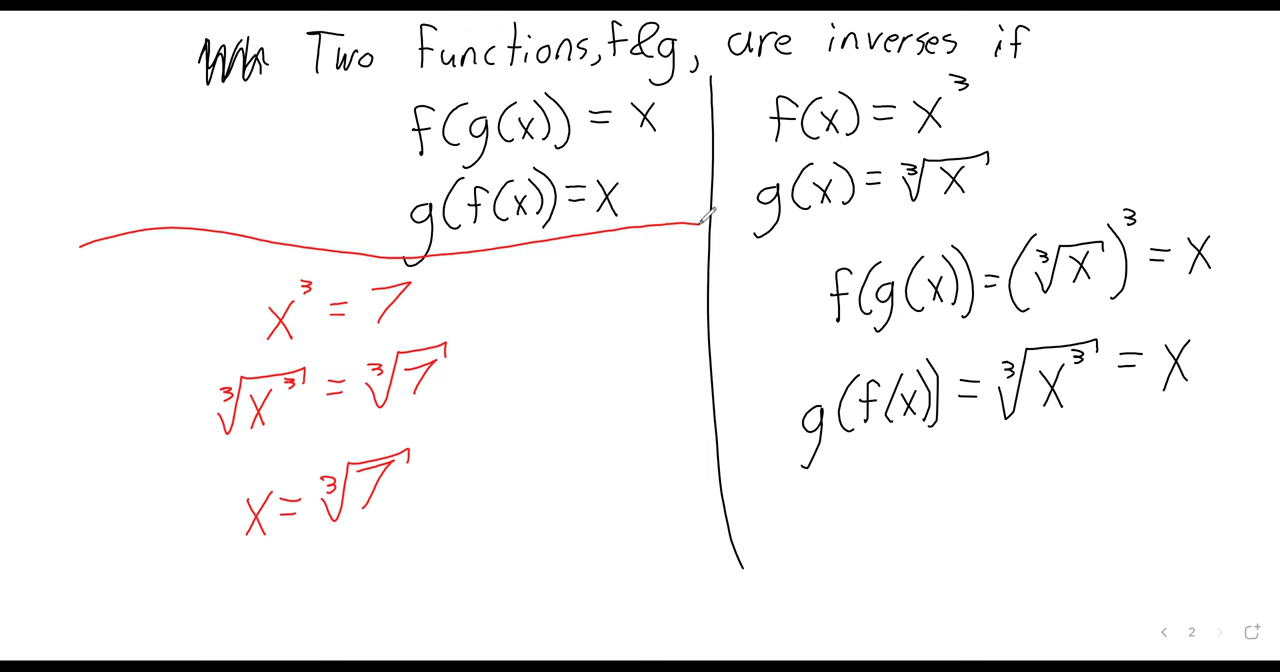 Two functions, f&g, are inverses if
f(g(x)) = x
g(f(x)) = x
x³ = 7
∛x³ = ∛7
x = ∛7
f(x) = x³
g(x) = ∛x
f(g(x)) = (∛x)³ = x
g(f(x)) = ∛x³ = x
2